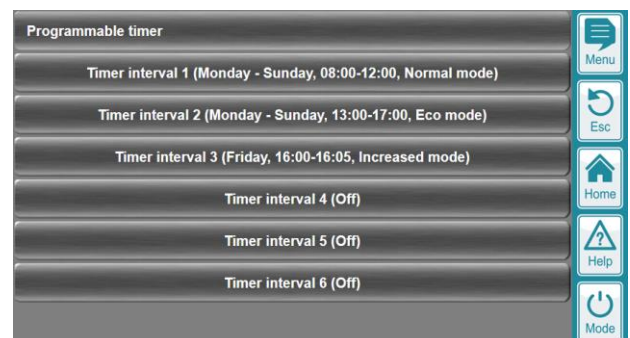 Programmable timer
Menu
Timer interval 1 (Monday - Sunday, 08:00-12:00, Normal mode)
Timer interval 2 (Monday - Sunday, 13:00-17:00, Eco mode)
Esc
Timer interval 3 (Friday, 16:00-16:05, Increased mode)
Timer interval 4 (Off)
Home
Timer interval 5 (Off)
?
Help
Timer interval 6 (Off)
Mode